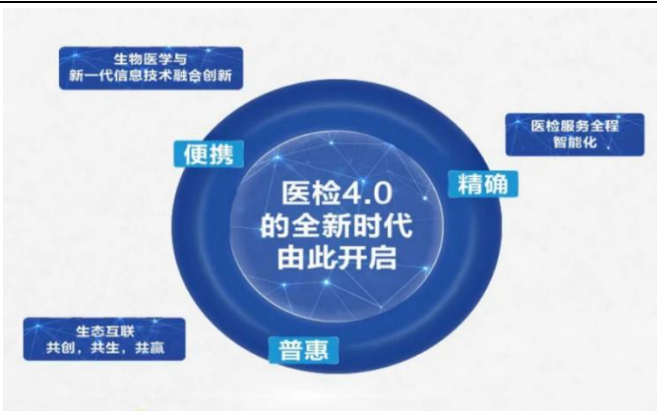 生物医学与
新一代信息技术融合创新
医检服务全程
智能化
便携
精确
医检4.0
的全新时代
由此开启
生态互联
共创，共生，共赢
普惠